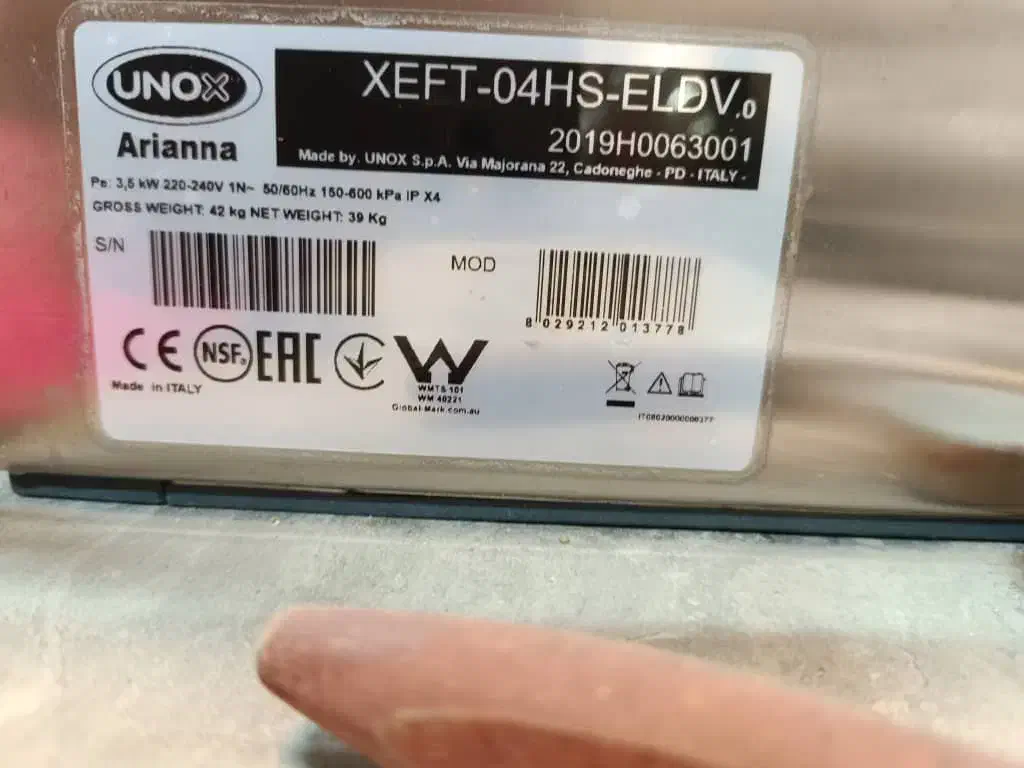 UNOX
XEFT-04HS-ELDV.0
2019H0063001
Arianna
Made by. UNOX S.p.A. Via Majorana 22, Cadoneghe - PD - ITALY -
Pe: 3,5 kW 220-240V 1N~ 50/60Hz 150-600 kPa IP X4
GROSS WEIGHT: 42 kg NET WEIGHT: 39 Kg
S/N
MOD
8 029212 013778
CE NSF. EAC
WMTS 101
WM 40221
Global-Mark.com.au
Made in ITALY